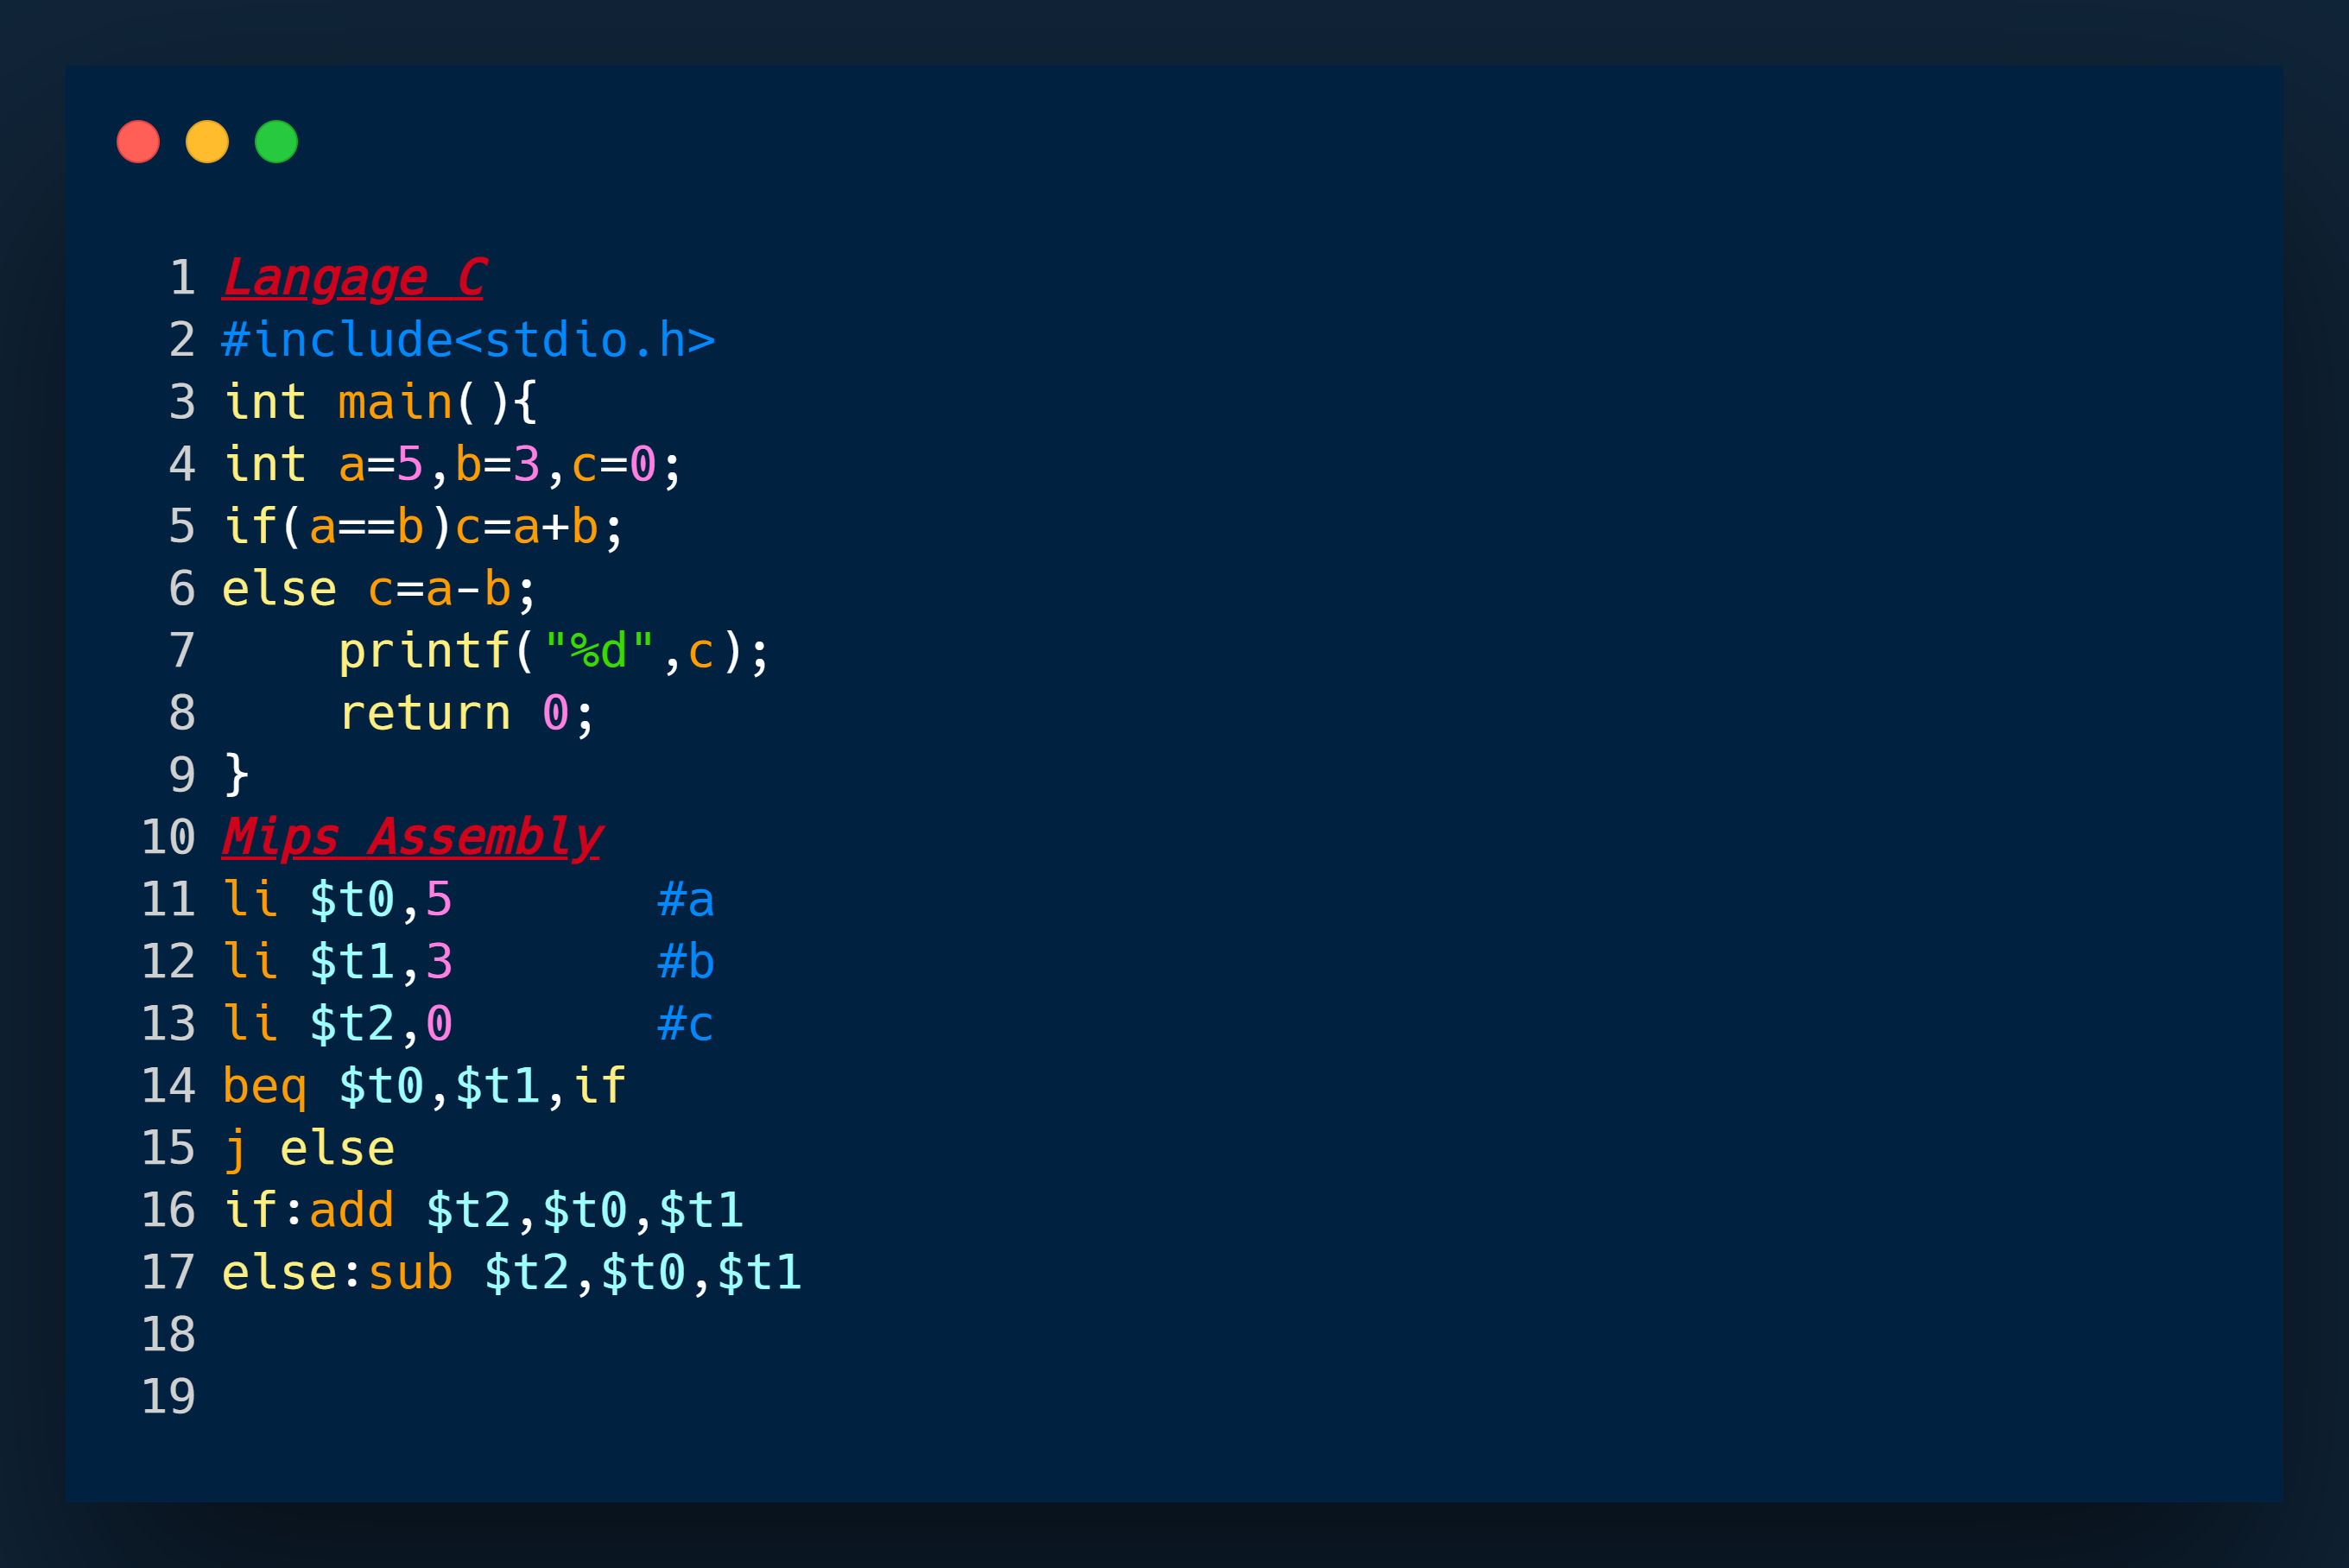 1 Langage C
2 #include<stdio.h>
3 int main(){
4 int a=5,b=3,c=0;
5 if(a==b)c=a+b;
6 else c=a-b;
7     printf("%d",c);
8     return 0;
9 }
10 Mips Assembly
11 li $t0,5       #a
12 li $t1,3       #b
13 li $t2,0       #c
14 beq $t0,$t1,if
15 j else
16 if:add $t2,$t0,$t1
17 else:sub $t2,$t0,$t1
18
19